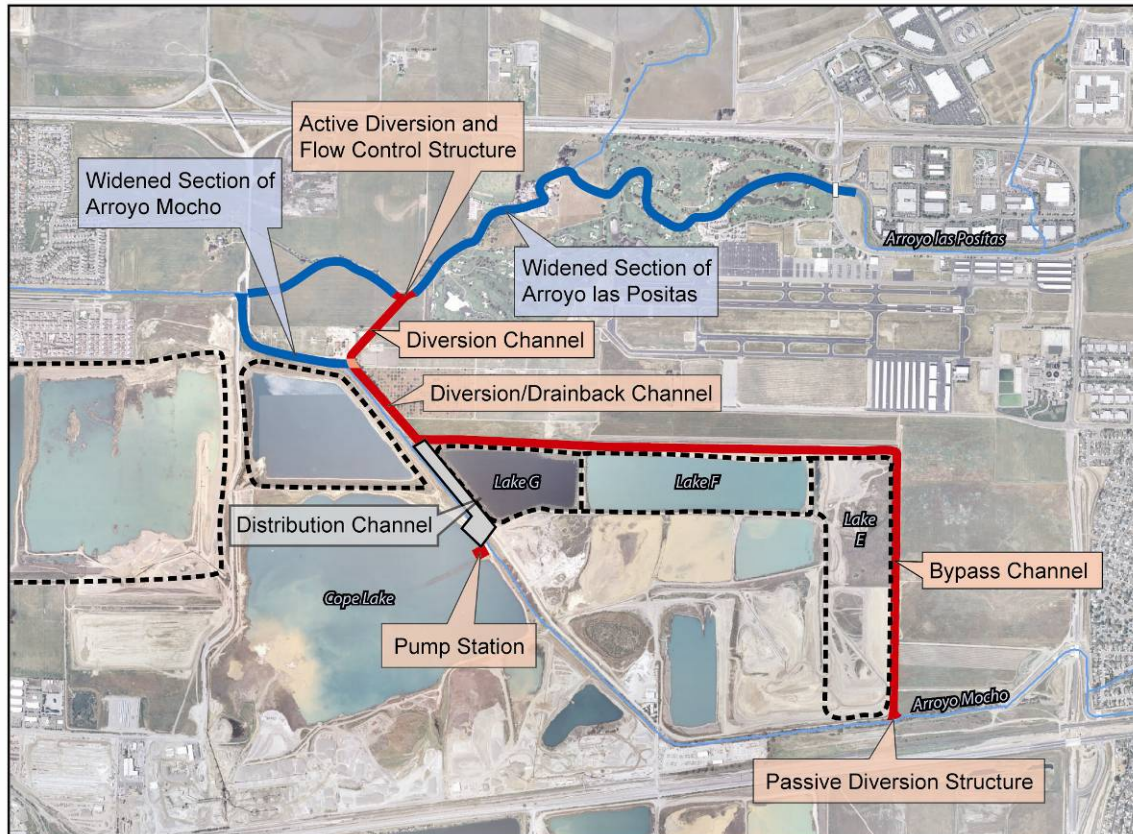 Active Diversion and
Flow Control Structure
Widened Section of
Arroyo Mocho
Arroyo las Positas
Widened Section of
Arroyo las Positas
Diversion Channel
Diversion/Drainback Channel
Lake G
Lake F
Lake
E
Distribution Channel
Bypass Channel
Cope Lake
Pump Station
Arroyo Mocho
Passive Diversion Structure